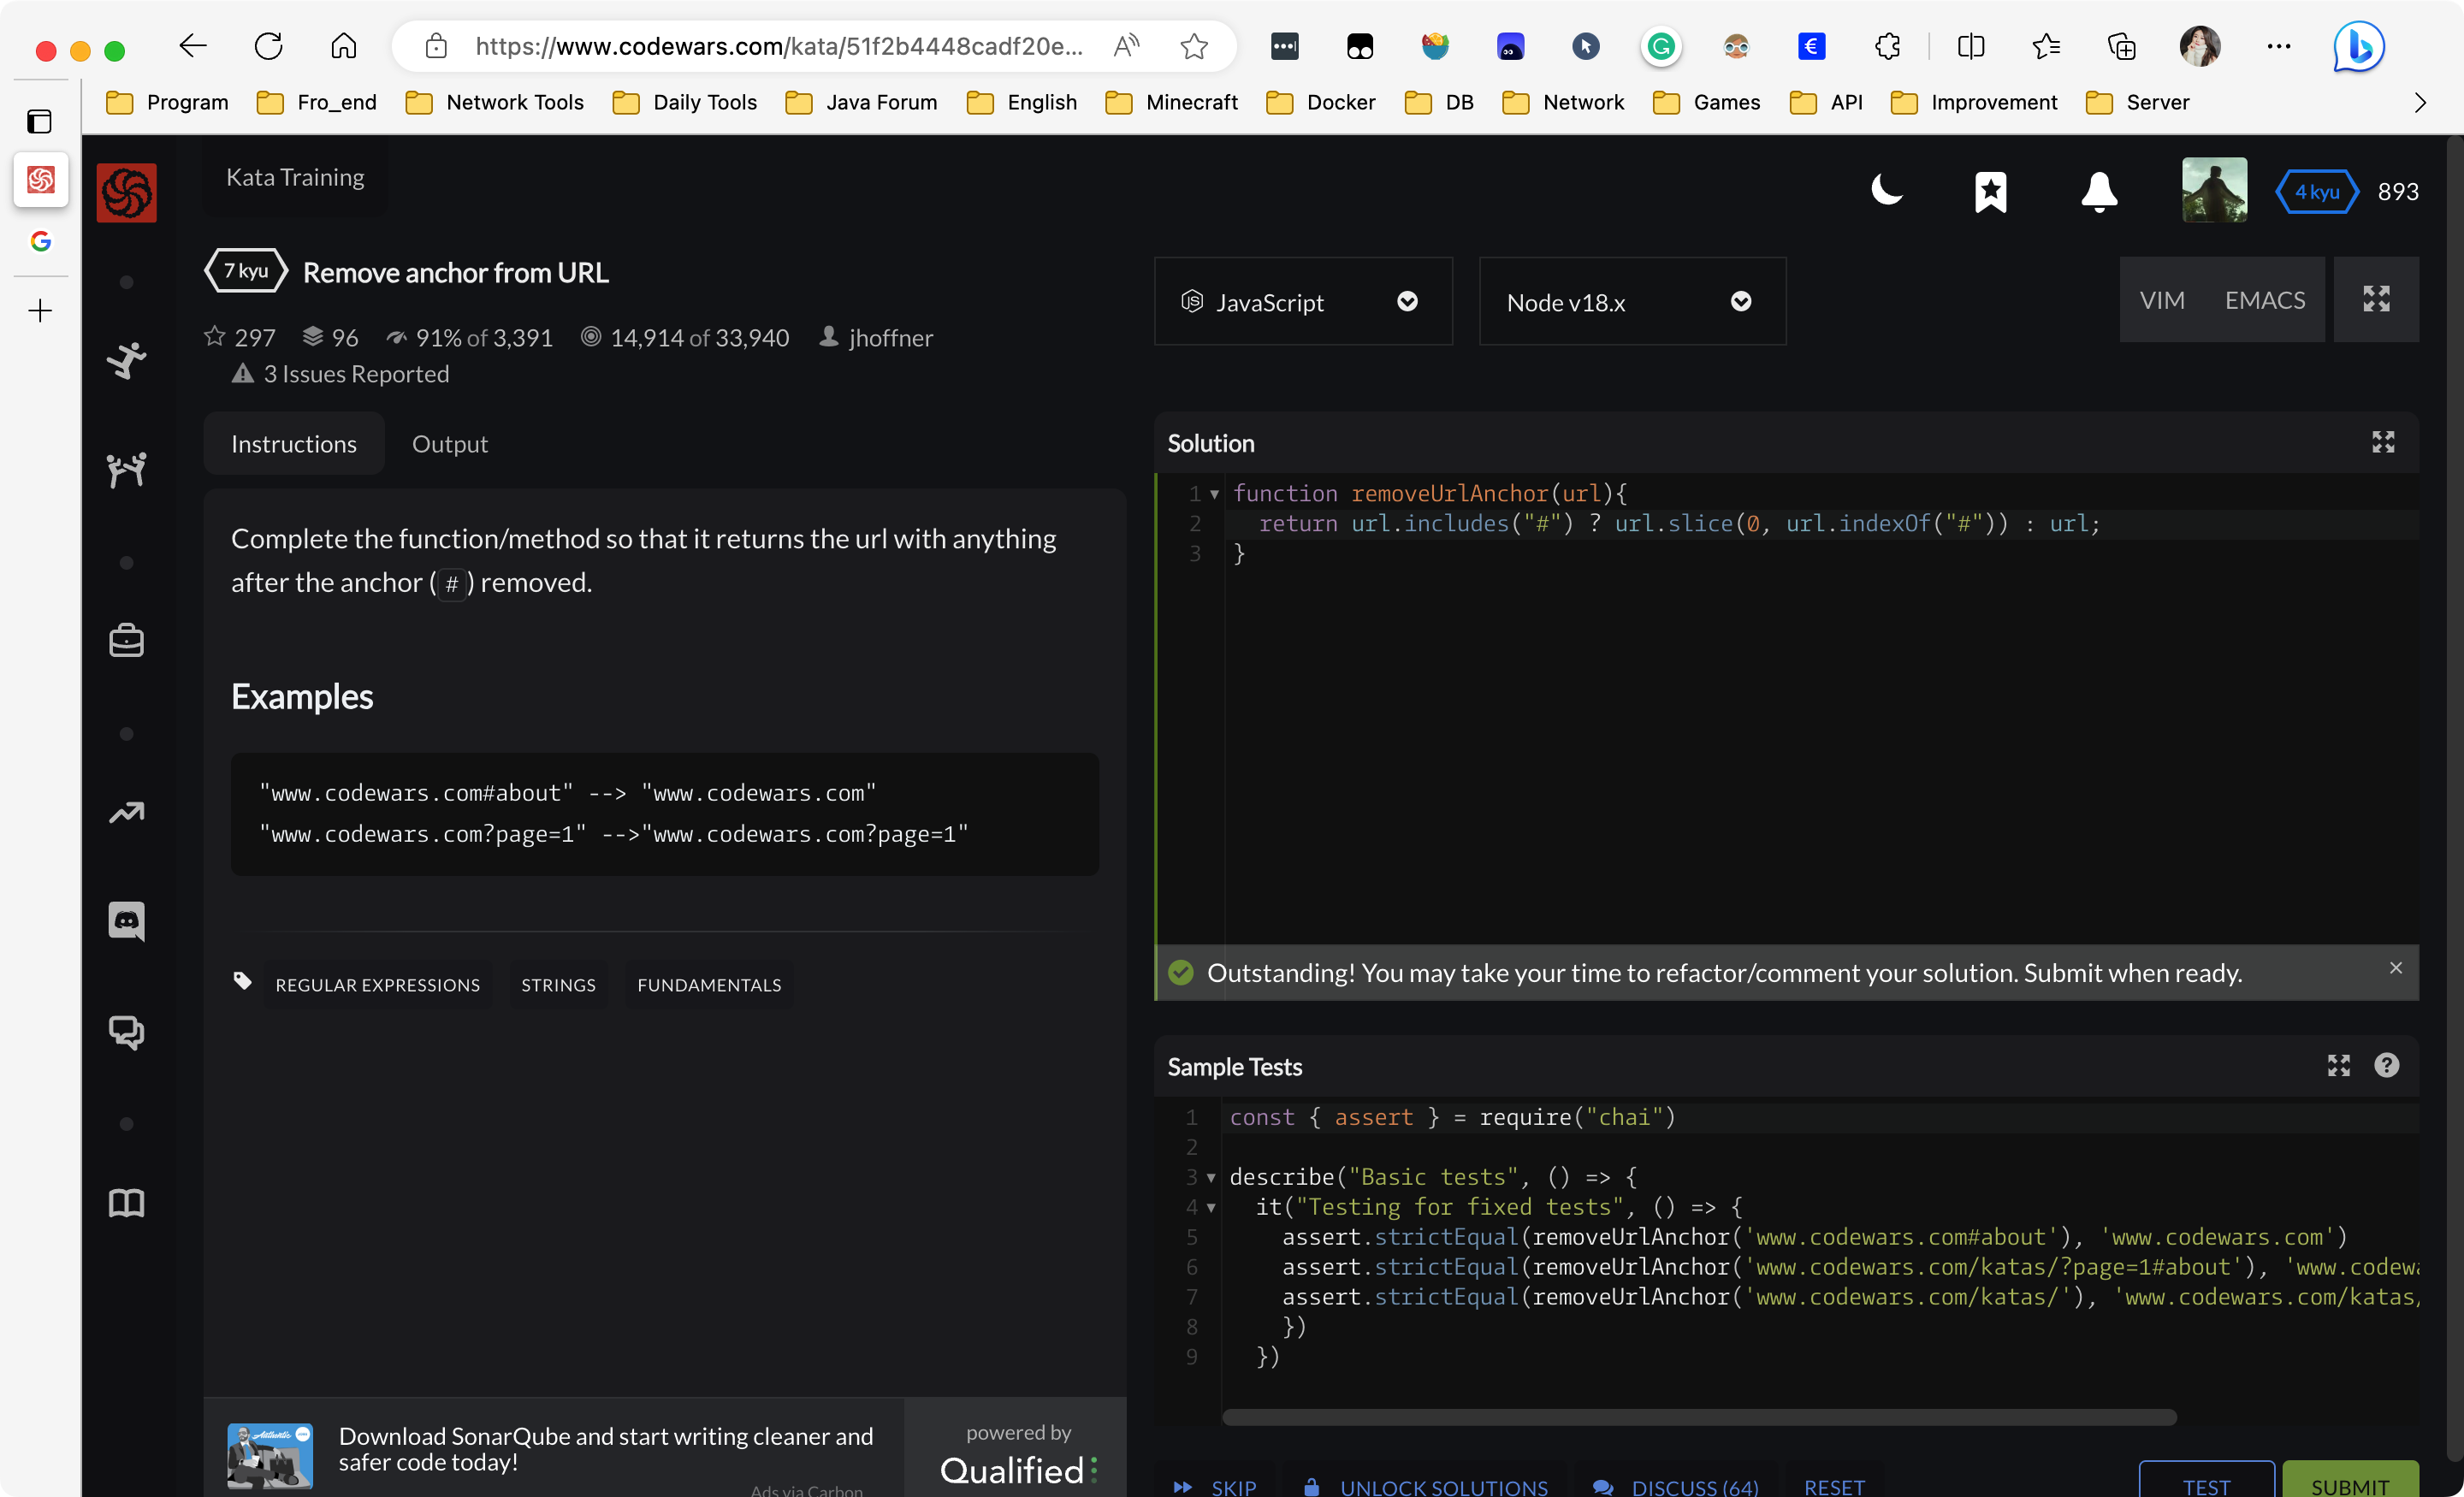 https://www.codewars.com/kata/51f2b4448cadf20e...
Program Fro_end Network Tools Daily Tools Java Forum English Minecraft Docker DB Network Games API Improvement Server
Kata Training
4 kyu 893
7 kyu Remove anchor from URL
297 96 91% of 3,391 14,914 of 33,940 jhoffner
3 Issues Reported
JavaScript Node v18.x VIM EMACS
Instructions Output
Complete the function/method so that it returns the url with anything
after the anchor (#) removed.
Examples
"www.codewars.com#about" --> "www.codewars.com"
"www.codewars.com?page=1" -->"www.codewars.com?page=1"
REGULAR EXPRESSIONS STRINGS FUNDAMENTALS
Download SonarQube and start writing cleaner and
safer code today!
Ads via Carbon
powered by
Qualified
Solution
1 function removeUrlAnchor(url){
2 return url.includes("#") ? url.slice(0, url.indexOf("#")) : url;
3 }
Outstanding! You may take your time to refactor/comment your solution. Submit when ready.
Sample Tests
1 const { assert } = require("chai")
2
3 describe("Basic tests", () => {
4 it("Testing for fixed tests", () => {
5 assert.strictEqual(removeUrlAnchor('www.codewars.com#about'), 'www.codewars.com')
6 assert.strictEqual(removeUrlAnchor('www.codewars.com/katas/?page=1#about'), 'www.codewa
7 assert.strictEqual(removeUrlAnchor('www.codewars.com/katas/'), 'www.codewars.com/katas/
8 })
9 })
SKIP UNLOCK SOLUTIONS DISCUSS (64) RESET TEST SUBMIT